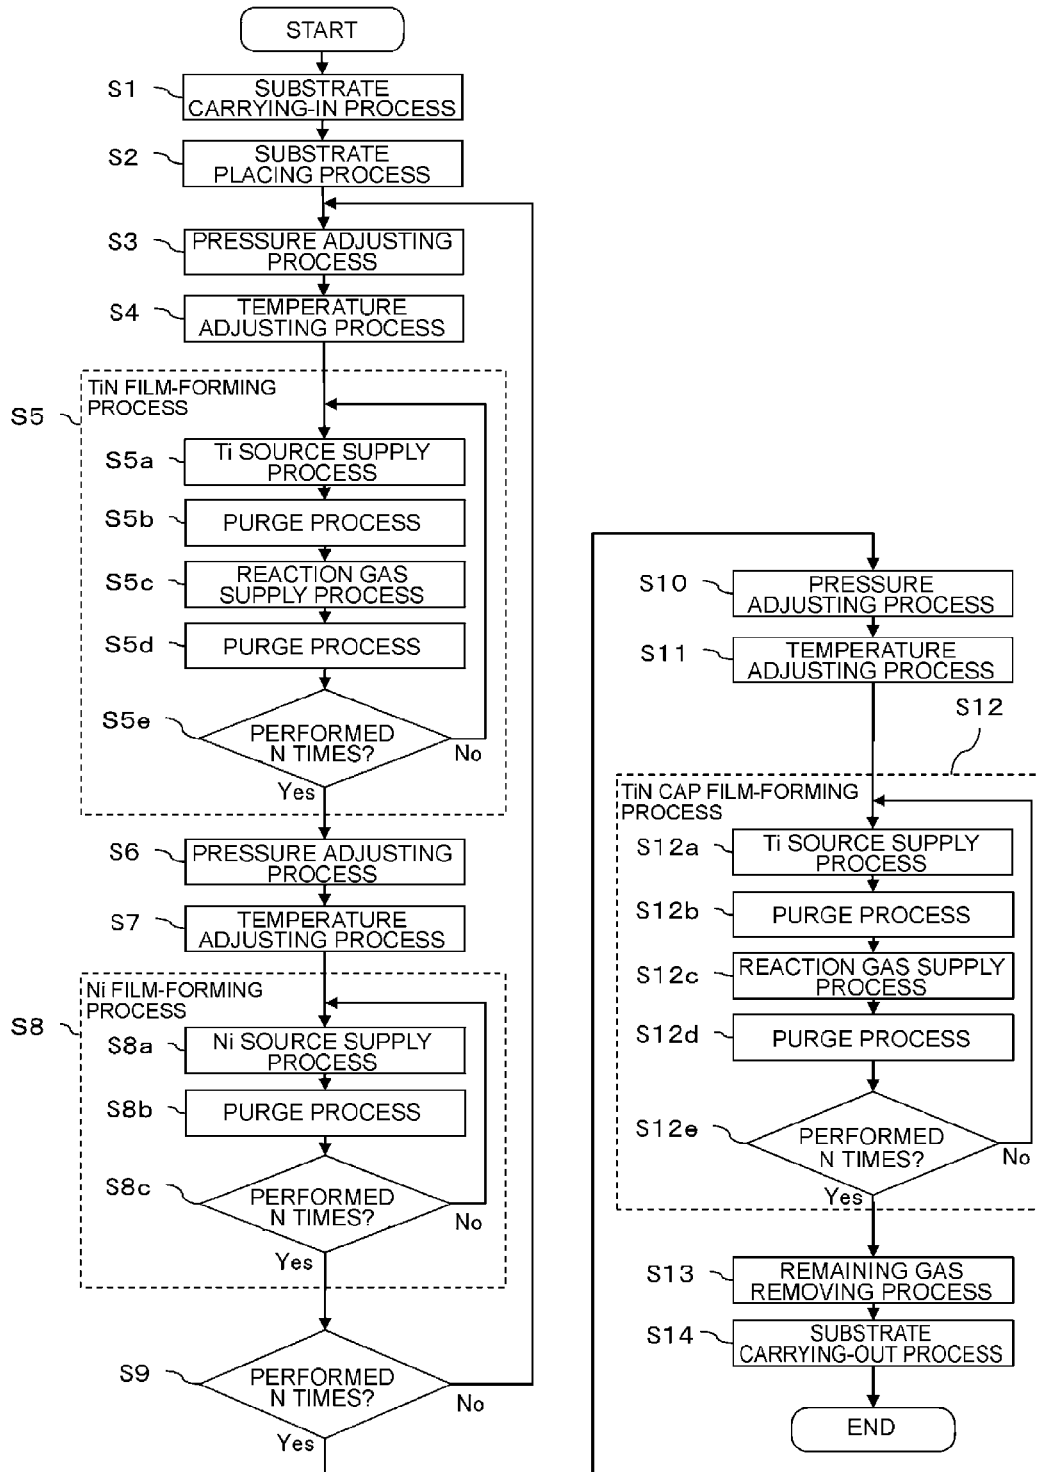 START
S1
SUBSTRATE
CARRYING-IN PROCESS
S2
SUBSTRATE
PLACING PROCESS
S3
PRESSURE ADJUSTING
PROCESS
S4
TEMPERATURE
ADJUSTING PROCESS
S5
TiN FILM-FORMING
PROCESS
S5a
Ti SOURCE SUPPLY
PROCESS
S5b
PURGE PROCESS
S5c
REACTION GAS
SUPPLY PROCESS
S5d
PURGE PROCESS
S5e
PERFORMED
N TIMES?
No
Yes
S6
PRESSURE ADJUSTING
PROCESS
S7
TEMPERATURE
ADJUSTING PROCESS
S8
Ni FILM-FORMING
PROCESS
S8a
Ni SOURCE SUPPLY
PROCESS
S8b
PURGE PROCESS
S8c
PERFORMED
N TIMES?
No
Yes
S9
PERFORMED
N TIMES?
No
Yes
S10
PRESSURE
ADJUSTING PROCESS
S11
TEMPERATURE
ADJUSTING PROCESS
S12
TiN CAP FILM-FORMING
PROCESS
S12a
Ti SOURCE SUPPLY
PROCESS
S12b
PURGE PROCESS
S12c
REACTION GAS SUPPLY
PROCESS
S12d
PURGE PROCESS
S12e
PERFORMED
N TIMES?
No
Yes
S13
REMAINING GAS
REMOVING PROCESS
S14
SUBSTRATE
CARRYING-OUT PROCESS
END